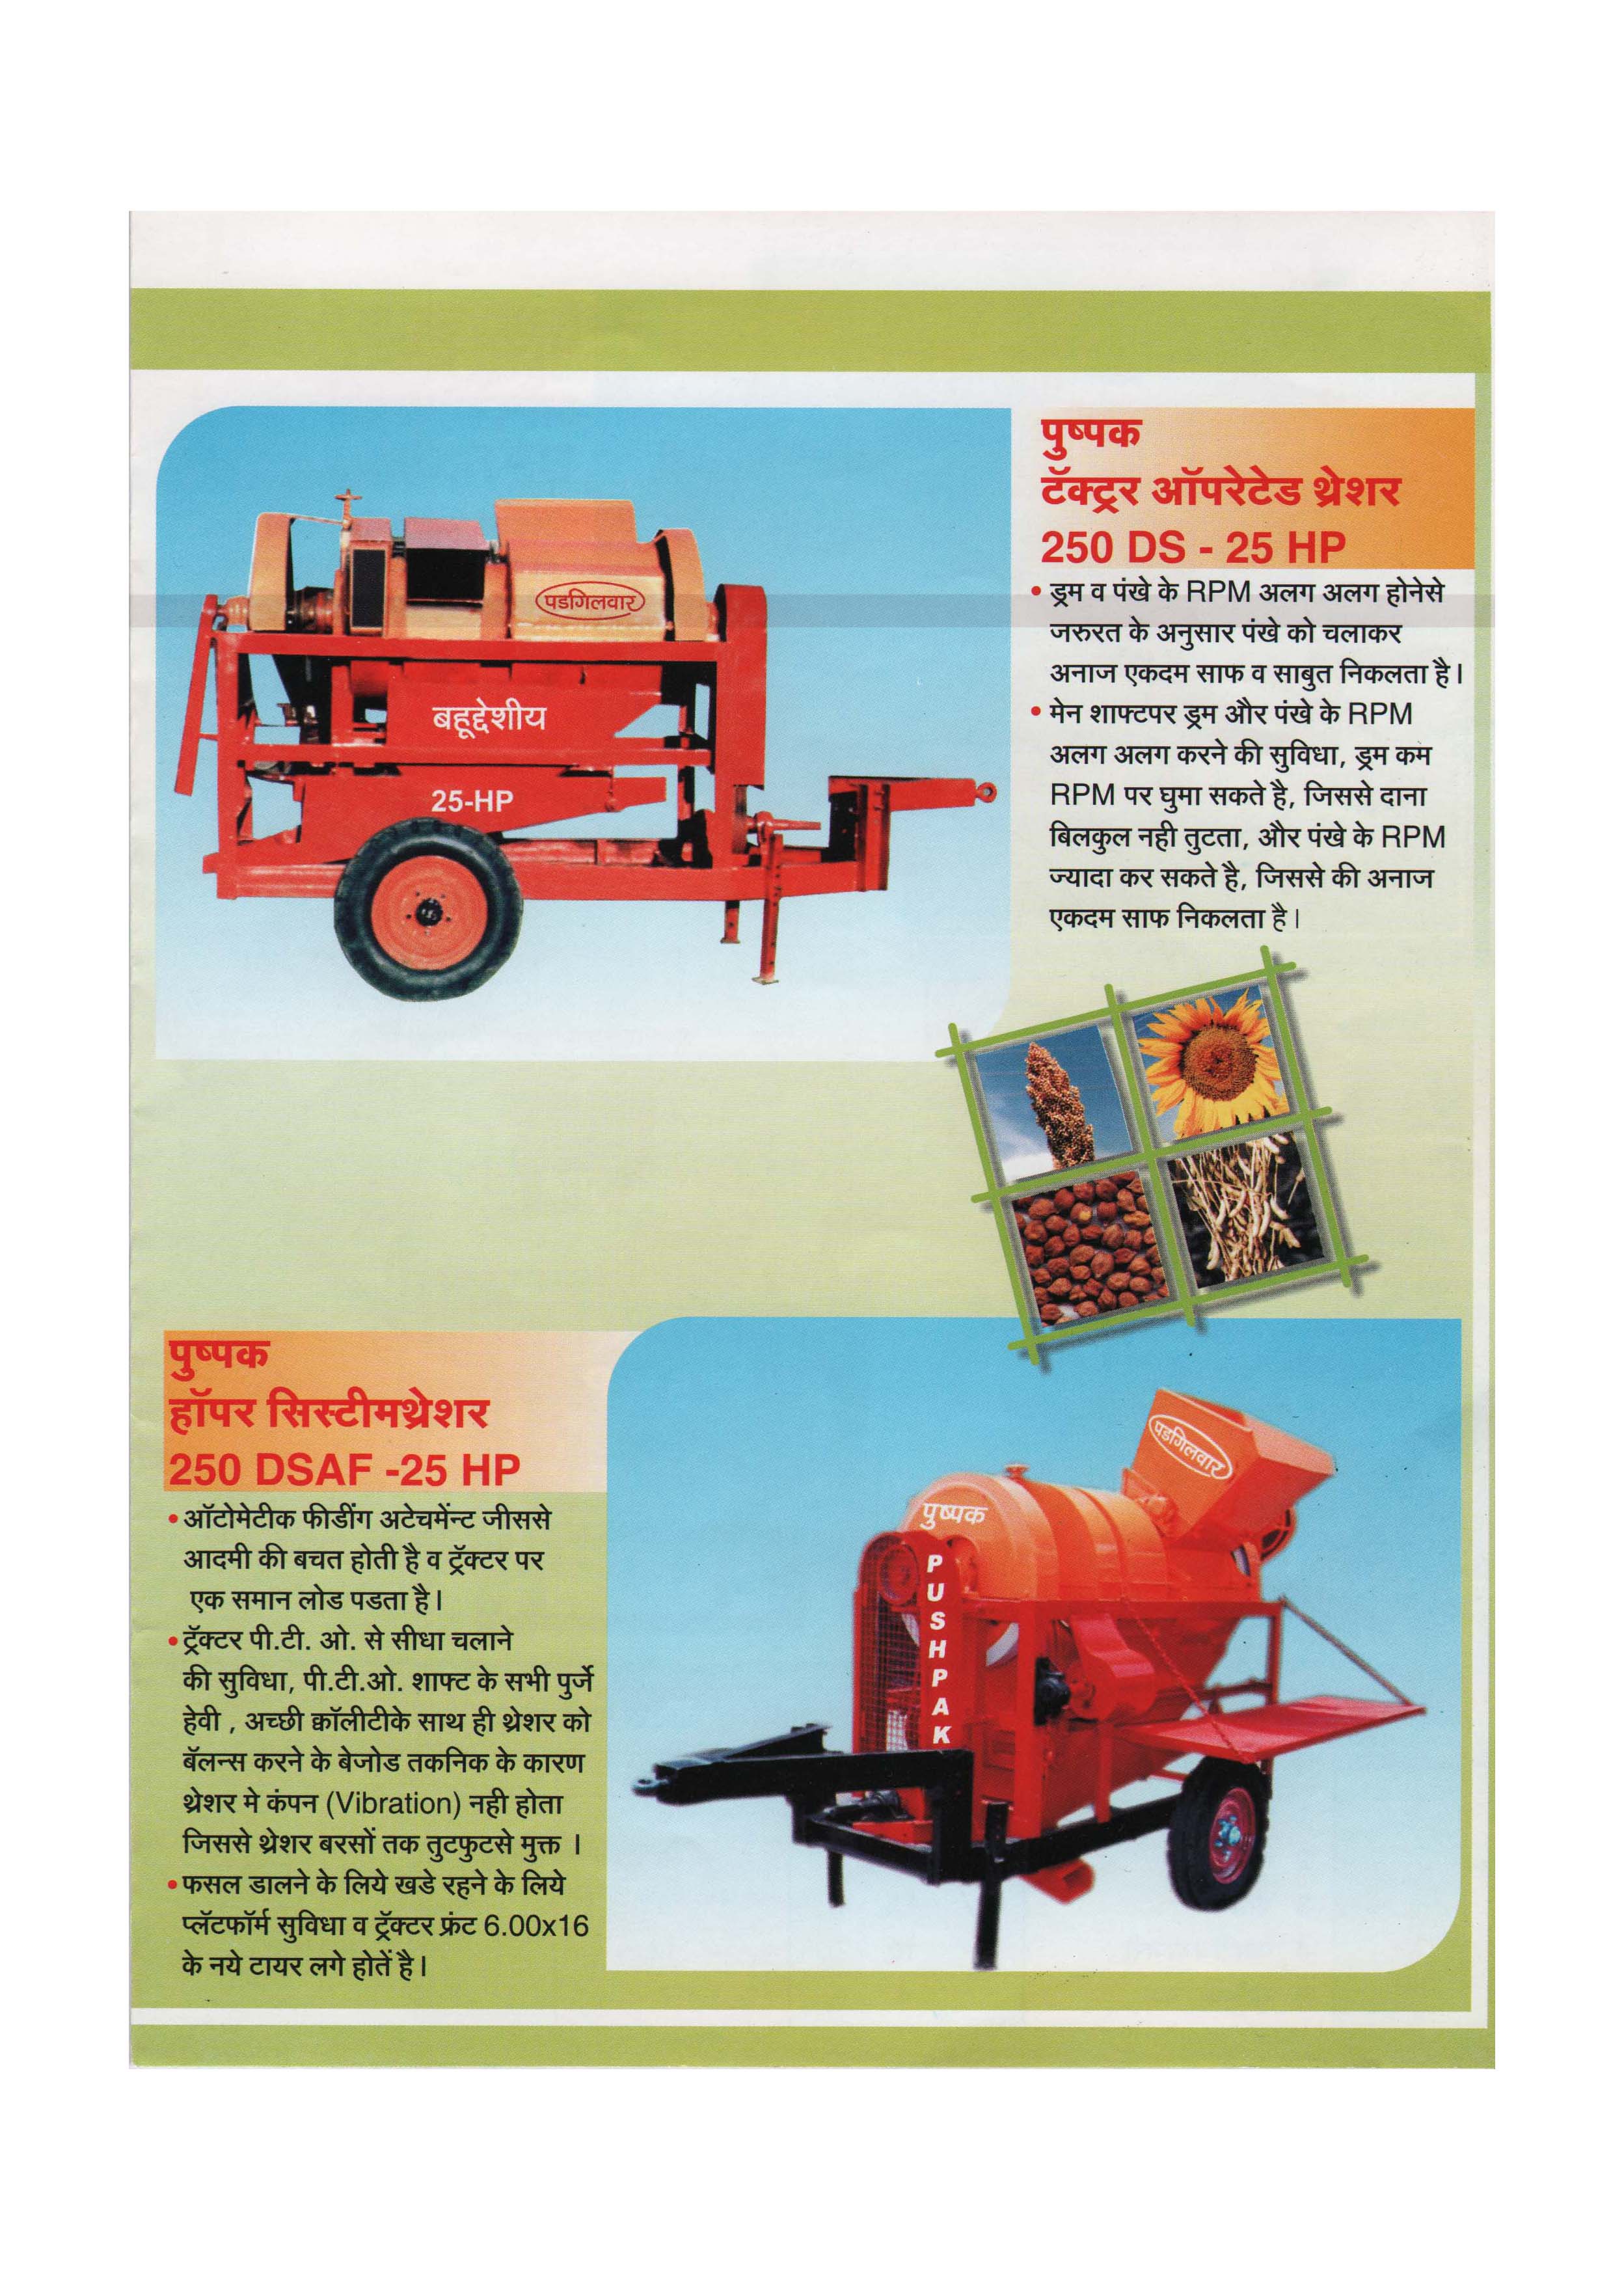 पुष्पक
टॅक्ट्रर ऑपरेटेड थ्रेशर
250 DS - 25 HP
• ड्रम व पंखे के RPM अलग अलग होनेसे
जरुरत के अनुसार पंखे को चलाकर
अनाज एकदम साफ व साबुत निकलता है।
• मेन शाफ्टपर ड्रम और पंखे के RPM
अलग अलग करने की सुविधा, ड्रम कम
RPM पर घुमा सकते है, जिससे दाना
बिलकुल नही तुटता, और पंखे के RPM
ज्यादा कर सकते है, जिससे की अनाज
एकदम साफ निकलता है।
पडगिलवार
बहूद्देशीय
25-HP
पुष्पक
हॉपर सिस्टीमथ्रेशर
250 DSAF -25 HP
• ऑटोमेटीक फीडींग अटेचमेंन्ट जीससे
आदमी की बचत होती है व ट्रॅक्टर पर
एक समान लोड पडता है।
• ट्रॅक्टर पी.टी. ओ. से सीधा चलाने
की सुविधा, पी.टी.ओ. शाफ्ट के सभी पुर्जे
हेवी , अच्छी क्वॉलीटीके साथ ही थ्रेशर को
बॅलन्स करने के बेजोड तकनिक के कारण
थ्रेशर मे कंपन (Vibration) नही होता
जिससे थ्रेशर बरसों तक तुटफुटसे मुक्त ।
• फसल डालने के लिये खडे रहने के लिये
प्लॅटफॉर्म सुविधा व ट्रॅक्टर फ्रंट 6.00x16
के नये टायर लगे होतें है।
पडगिलवार
पुष्पक
PUSHPAK